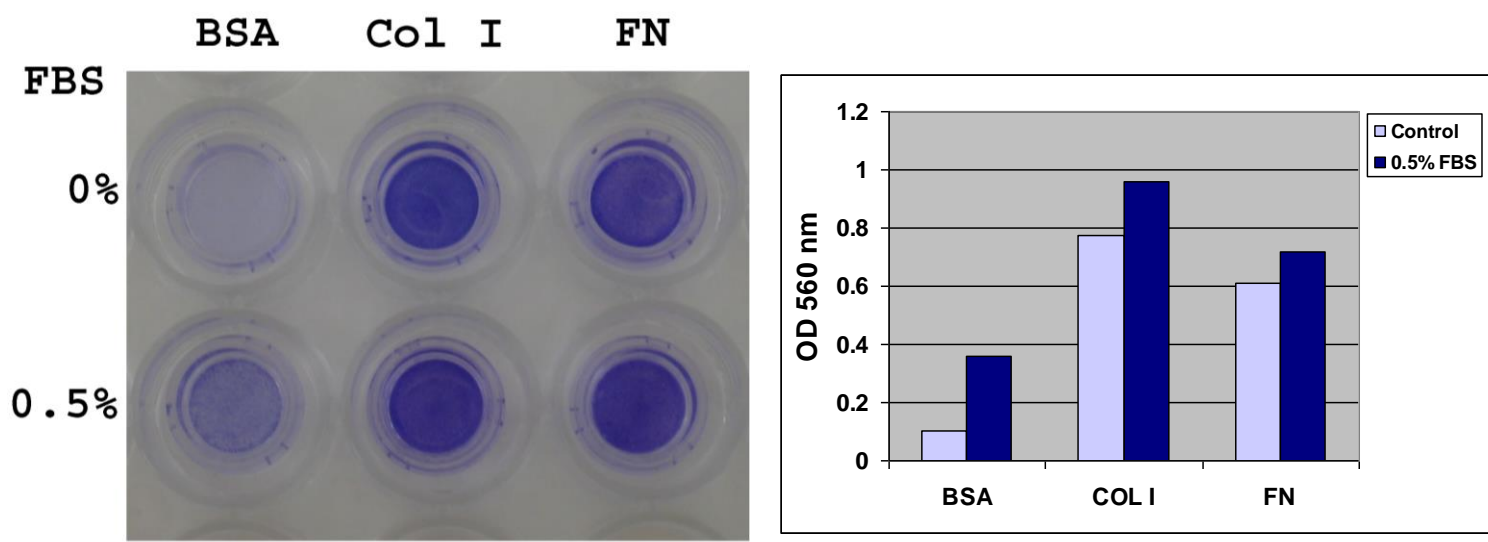 BSA Col I FN
FBS
0%
0.5%
1.2
1
0.8
0.6
0.4
0.2
0
OD 560 nm
BSA COL I FN
Control
0.5% FBS